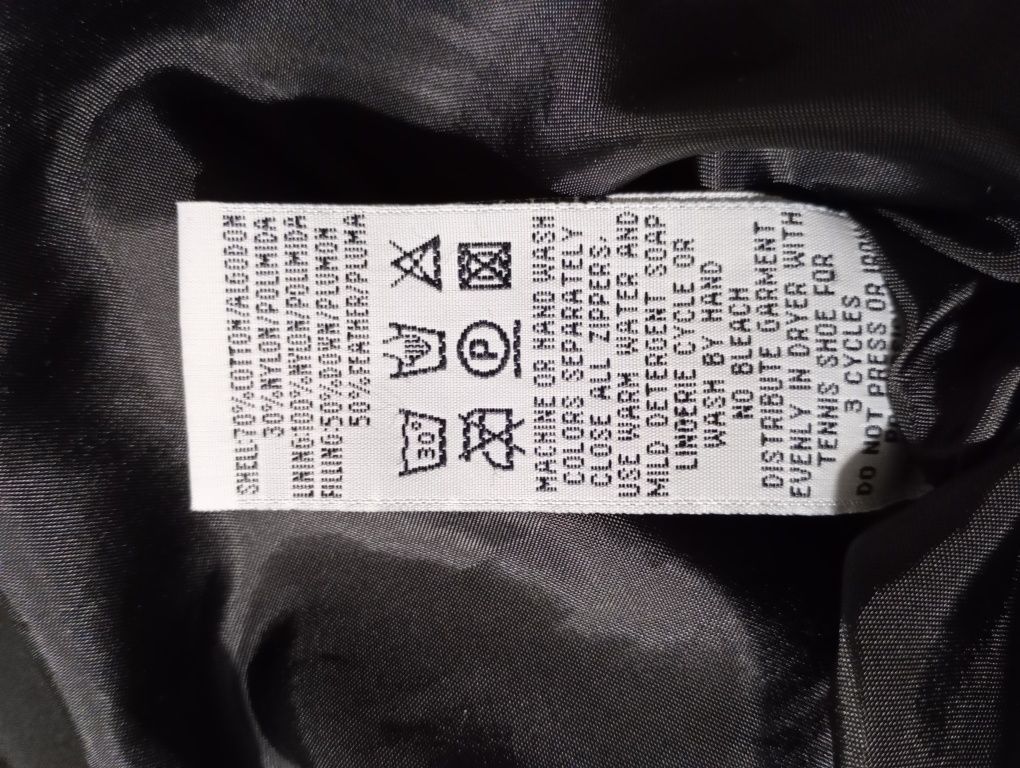 SHELL:70%COTTON/ALGODON
30%NYLON/POLIMIDA
LINING:100%NYLON/POLIMIDA
FILLING:50%DOWN/PLUMON
50%FEATHER/PLUMA
30°
P
MACHINE OR HAND WASH
COLORS SEPARATELY
CLOSE ALL ZIPPERS;
USE WARM WATER AND
MILD DETERGENT SOAP
LINGERIE CYCLE OR
WASH BY HAND
NO BLEACH
DISTRIBUTE GARMENT
EVENLY IN DRYER WITH
TENNIS SHOE FOR
3 CYCLES
DO NOT PRESS OR IRON